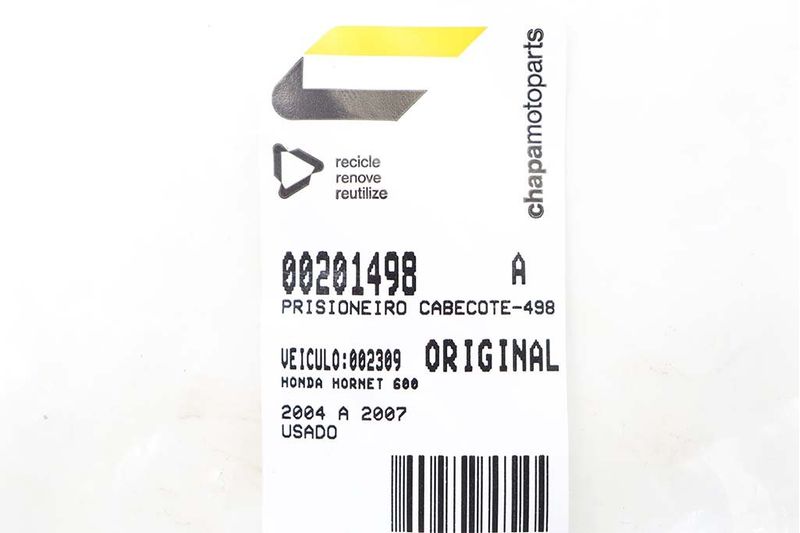 chapamotoparts
recicle
renove
reutilize
00201498 A
PRISIONEIRO CABECOTE-498
VEICULO:002309 ORIGINAL
HONDA HORNET 600
2004 A 2007
USADO